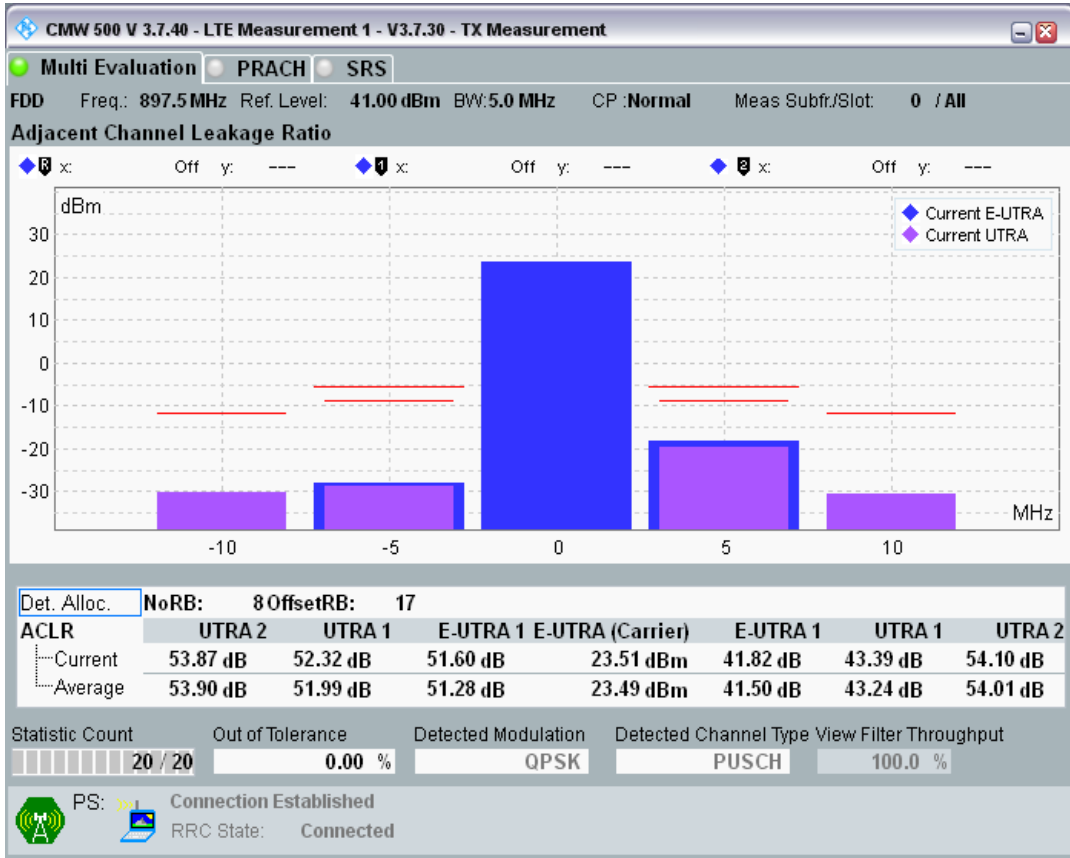 CMW 500 V 3.7.40 - LTE Measurement 1 - V3.7.30 - TX Measurement
Multi Evaluation PRACH SRS
FDD Freq.: 897.5 MHz Ref. Level: 41.00 dBm BW: 5.0 MHz CP : Normal Meas Subfr./Slot: 0 / All
Adjacent Channel Leakage Ratio
R x: Off y: --- 1 x: Off y: --- 2 x: Off y: ---
dBm
Current E-UTRA
Current UTRA
30
20
10
0
-10
-20
-30
MHz
-10 -5 0 5 10
Det. Alloc. NoRB: 8 OffsetRB: 17
ACLR UTRA 2 UTRA 1 E-UTRA 1 E-UTRA (Carrier) E-UTRA 1 UTRA 1 UTRA 2
Current 53.87 dB 52.32 dB 51.60 dB 23.51 dBm 41.82 dB 43.39 dB 54.10 dB
Average 53.90 dB 51.99 dB 51.28 dB 23.49 dBm 41.50 dB 43.24 dB 54.01 dB
Statistic Count Out of Tolerance Detected Modulation Detected Channel Type View Filter Throughput
20 / 20 0.00 % QPSK PUSCH 100.0 %
PS: Connection Established
RRC State: Connected